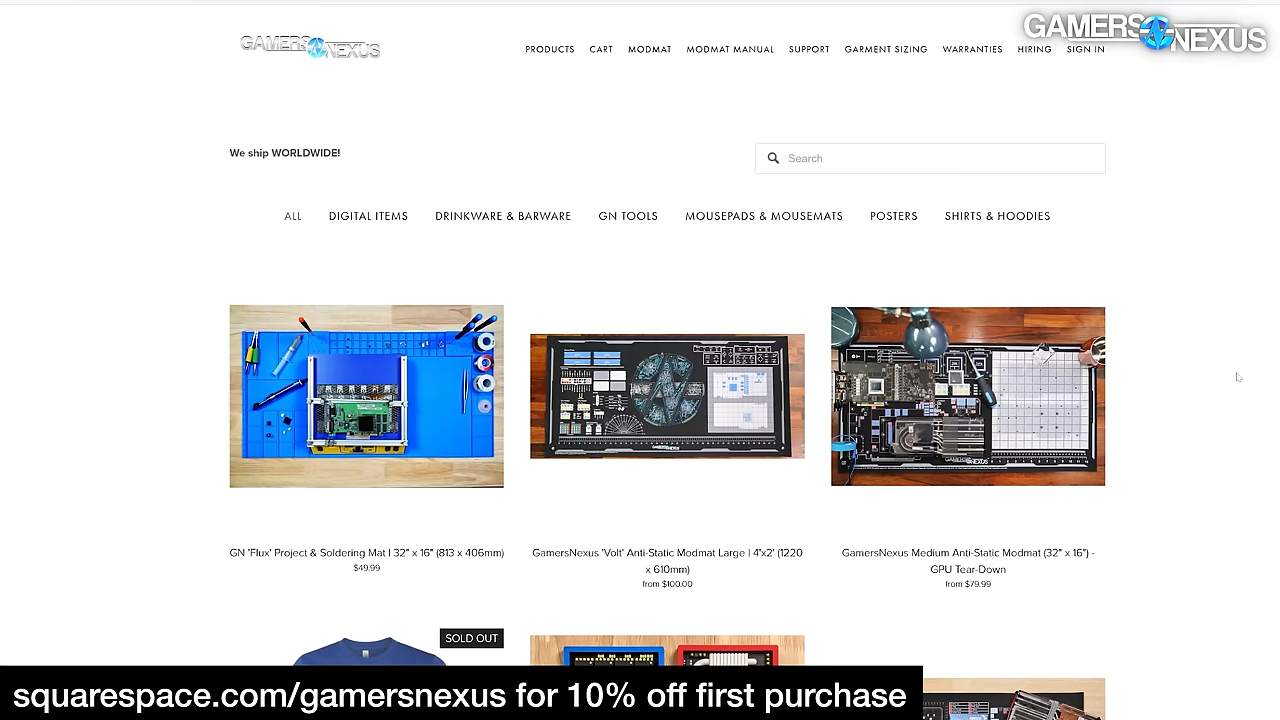 GAMERS NEXUS
GAMERS NEXUS
PRODUCTS CART MODMAT MODMAT MANUAL SUPPORT GARMENT SIZING WARRANTIES HIRING SIGN IN
We ship WORLDWIDE!
Search
ALL DIGITAL ITEMS DRINKWARE & BARWARE GN TOOLS MOUSEPADS & MOUSEMATS POSTERS SHIRTS & HOODIES
GN 'Flux' Project & Soldering Mat | 32" x 16" (813 x 406mm)
$49.99
GamersNexus 'Volt' Anti-Static Modmat Large | 4'x2' (1220
x 610mm)
from $100.00
GamersNexus Medium Anti-Static Modmat (32" x 16") -
GPU Tear-Down
from $79.99
SOLD OUT
squarespace.com/gamersnexus for 10% off first purchase